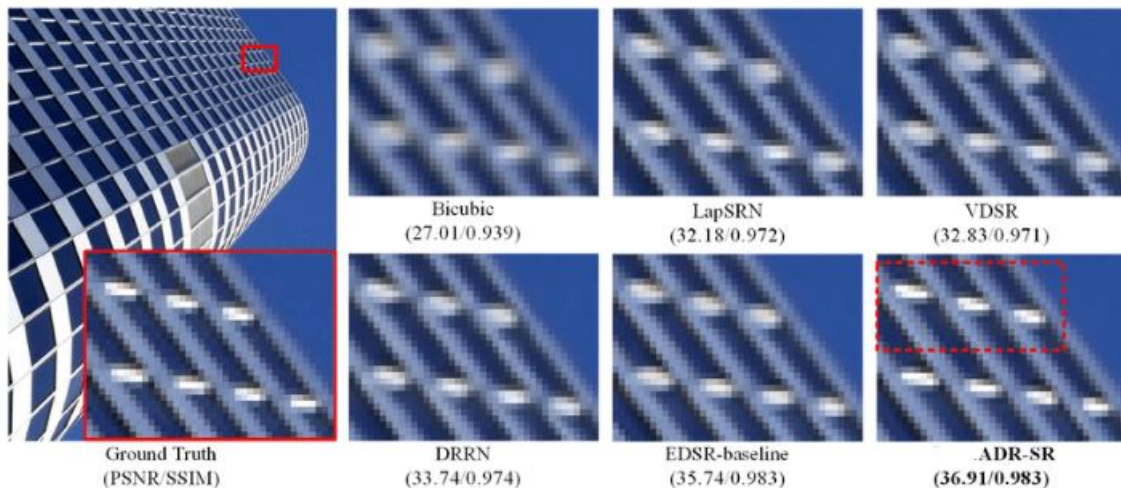 Bicubic
(27.01/0.939)
LapSRN
(32.18/0.972)
VDSR
(32.83/0.971)
Ground Truth
(PSNR/SSIM)
DRRN
(33.74/0.974)
EDSR-baseline
(35.74/0.983)
.ADR-SR
(36.91/0.983)